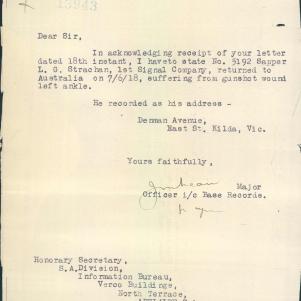 13943
Dear Sir,
In acknowledging receipt of your letter
dated 18th instant, I haveto state No. 5192 Sapper
L. G. Strachan, 1st Signal Company, returned to
Australia on 7/6/18, suffering from gunshot wound
left ankle.
He recorded as his address -
Denman Avenue,
East St. Kilda, Vic.
Yours faithfully,
Major
Officer i/c Base Records.
Honorary Secretary,
S.A.Division,
Information Bureau,
Verco Buildings,
North Terrace,